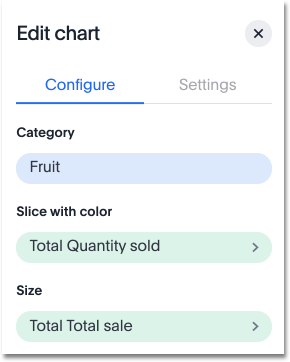 Edit chart
Configure Settings
Category
Fruit
Slice with color
Total Quantity sold
Size
Total Total sale